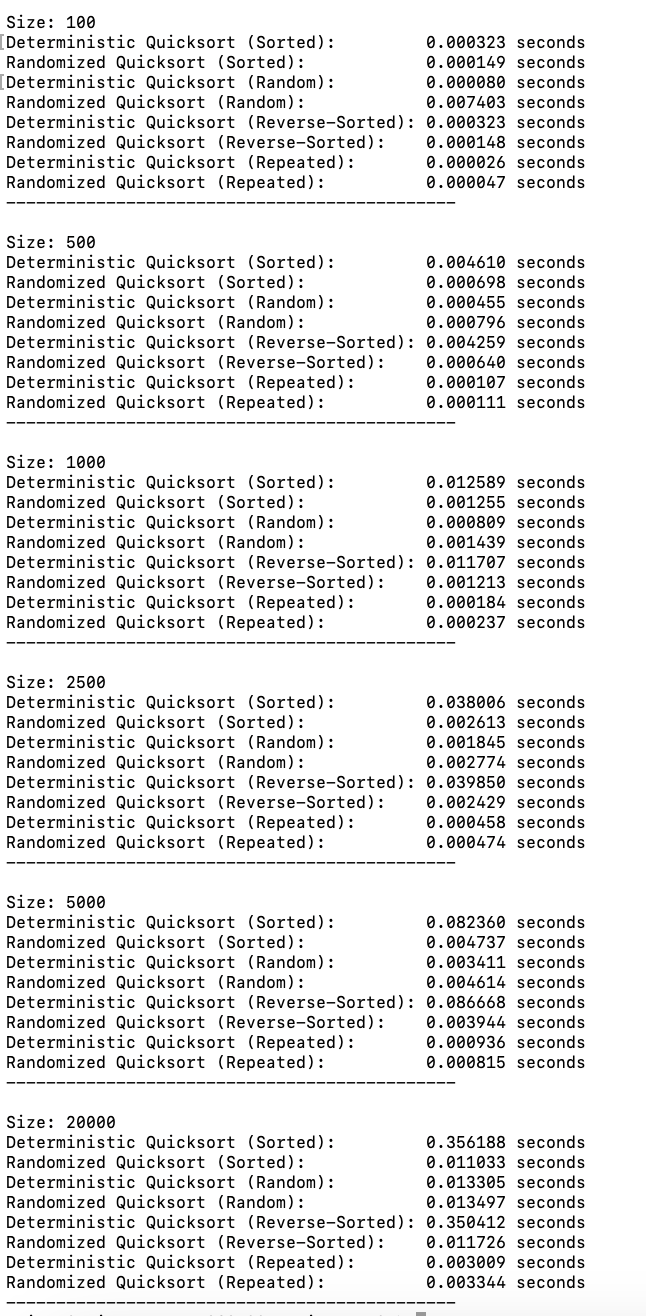 Size: 100
Deterministic Quicksort (Sorted): 0.000323 seconds
Randomized Quicksort (Sorted): 0.000149 seconds
Deterministic Quicksort (Random): 0.000080 seconds
Randomized Quicksort (Random): 0.007403 seconds
Deterministic Quicksort (Reverse-Sorted): 0.000323 seconds
Randomized Quicksort (Reverse-Sorted): 0.000148 seconds
Deterministic Quicksort (Repeated): 0.000026 seconds
Randomized Quicksort (Repeated): 0.000047 seconds
---------------------------------------------
Size: 500
Deterministic Quicksort (Sorted): 0.004610 seconds
Randomized Quicksort (Sorted): 0.000698 seconds
Deterministic Quicksort (Random): 0.000455 seconds
Randomized Quicksort (Random): 0.000796 seconds
Deterministic Quicksort (Reverse-Sorted): 0.004259 seconds
Randomized Quicksort (Reverse-Sorted): 0.000640 seconds
Deterministic Quicksort (Repeated): 0.000107 seconds
Randomized Quicksort (Repeated): 0.000111 seconds
---------------------------------------------
Size: 1000
Deterministic Quicksort (Sorted): 0.012589 seconds
Randomized Quicksort (Sorted): 0.001255 seconds
Deterministic Quicksort (Random): 0.000809 seconds
Randomized Quicksort (Random): 0.001439 seconds
Deterministic Quicksort (Reverse-Sorted): 0.011707 seconds
Randomized Quicksort (Reverse-Sorted): 0.001213 seconds
Deterministic Quicksort (Repeated): 0.000184 seconds
Randomized Quicksort (Repeated): 0.000237 seconds
---------------------------------------------
Size: 2500
Deterministic Quicksort (Sorted): 0.038006 seconds
Randomized Quicksort (Sorted): 0.002613 seconds
Deterministic Quicksort (Random): 0.001845 seconds
Randomized Quicksort (Random): 0.002774 seconds
Deterministic Quicksort (Reverse-Sorted): 0.039850 seconds
Randomized Quicksort (Reverse-Sorted): 0.002429 seconds
Deterministic Quicksort (Repeated): 0.000458 seconds
Randomized Quicksort (Repeated): 0.000474 seconds
---------------------------------------------
Size: 5000
Deterministic Quicksort (Sorted): 0.082360 seconds
Randomized Quicksort (Sorted): 0.004737 seconds
Deterministic Quicksort (Random): 0.003411 seconds
Randomized Quicksort (Random): 0.004614 seconds
Deterministic Quicksort (Reverse-Sorted): 0.086668 seconds
Randomized Quicksort (Reverse-Sorted): 0.003944 seconds
Deterministic Quicksort (Repeated): 0.000936 seconds
Randomized Quicksort (Repeated): 0.000815 seconds
---------------------------------------------
Size: 20000
Deterministic Quicksort (Sorted): 0.356188 seconds
Randomized Quicksort (Sorted): 0.011033 seconds
Deterministic Quicksort (Random): 0.013305 seconds
Randomized Quicksort (Random): 0.013497 seconds
Deterministic Quicksort (Reverse-Sorted): 0.350412 seconds
Randomized Quicksort (Reverse-Sorted): 0.011726 seconds
Deterministic Quicksort (Repeated): 0.003009 seconds
Randomized Quicksort (Repeated): 0.003344 seconds
---------------------------------------------